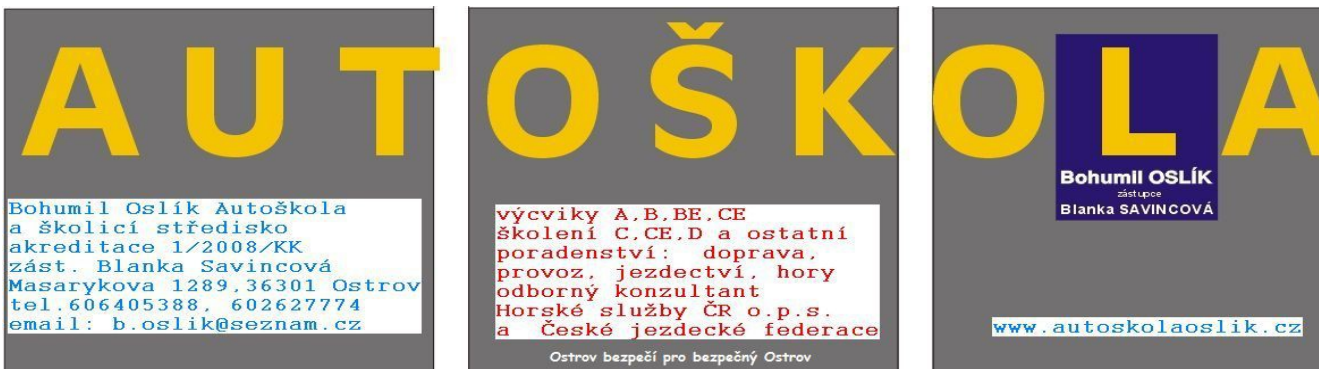 AUTOŠKOLA
Bohumil Oslík Autoškola
a školicí středisko
akreditace 1/2008/KK
zást. Blanka Savincová
Masarykova 1289,36301 Ostrov
tel.606405388, 602627774
email: b.oslik@seznam.cz
výcviky A,B,BE,CE
školení C,CE,D a ostatní
poradenství: doprava,
provoz, jezdectví, hory
odborný konzultant
Horské služby ČR o.p.s.
a České jezdecké federace
Ostrov bezpečí pro bezpečný Ostrov
Bohumil OSLÍK
zástupce
Blanka SAVINCOVÁ
www.autoskolaoslik.cz